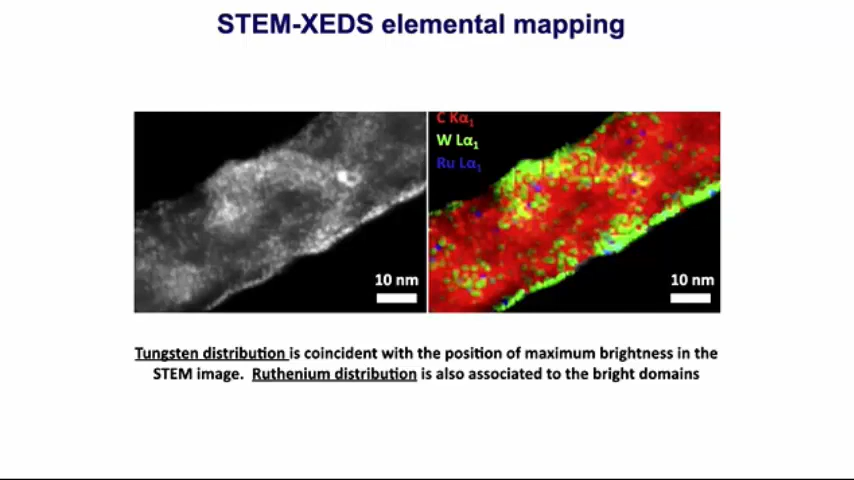 STEM-XEDS elemental mapping
C Kα₁
W Lα₁
Ru Lα₁
10 nm
10 nm
Tungsten distribution is coincident with the position of maximum brightness in the
STEM image. Ruthenium distribution is also associated to the bright domains